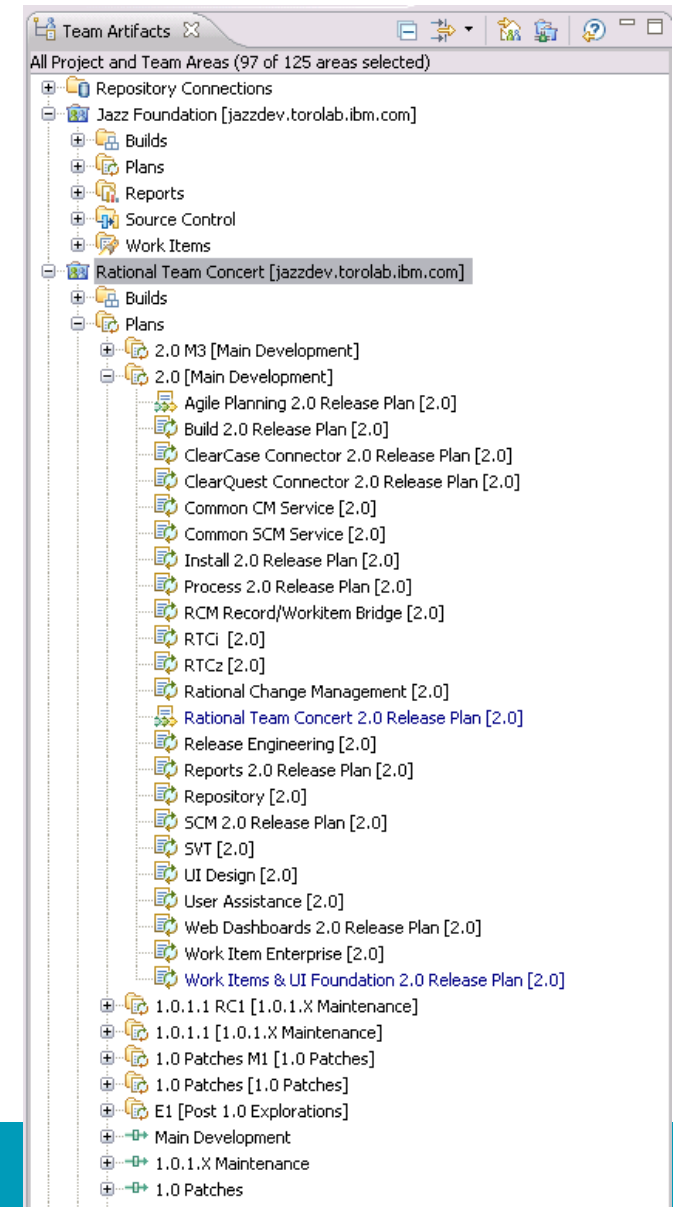 Team Artifacts
All Project and Team Areas (97 of 125 areas selected)
Repository Connections
Jazz Foundation [jazzdev.torolab.ibm.com]
Builds
Plans
Reports
Source Control
Work Items
Rational Team Concert [jazzdev.torolab.ibm.com]
Builds
Plans
2.0 M3 [Main Development]
2.0 [Main Development]
Agile Planning 2.0 Release Plan [2.0]
Build 2.0 Release Plan [2.0]
ClearCase Connector 2.0 Release Plan [2.0]
ClearQuest Connector 2.0 Release Plan [2.0]
Common CM Service [2.0]
Common SCM Service [2.0]
Install 2.0 Release Plan [2.0]
Process 2.0 Release Plan [2.0]
RCM Record/Workitem Bridge [2.0]
RTCi [2.0]
RTCz [2.0]
Rational Change Management [2.0]
Rational Team Concert 2.0 Release Plan [2.0]
Release Engineering [2.0]
Reports 2.0 Release Plan [2.0]
Repository [2.0]
SCM 2.0 Release Plan [2.0]
SVT [2.0]
UI Design [2.0]
User Assistance [2.0]
Web Dashboards 2.0 Release Plan [2.0]
Work Item Enterprise [2.0]
Work Items & UI Foundation 2.0 Release Plan [2.0]
1.0.1.1 RC1 [1.0.1.X Maintenance]
1.0.1.1 [1.0.1.X Maintenance]
1.0 Patches M1 [1.0 Patches]
1.0 Patches [1.0 Patches]
E1 [Post 1.0 Explorations]
Main Development
1.0.1.X Maintenance
1.0 Patches